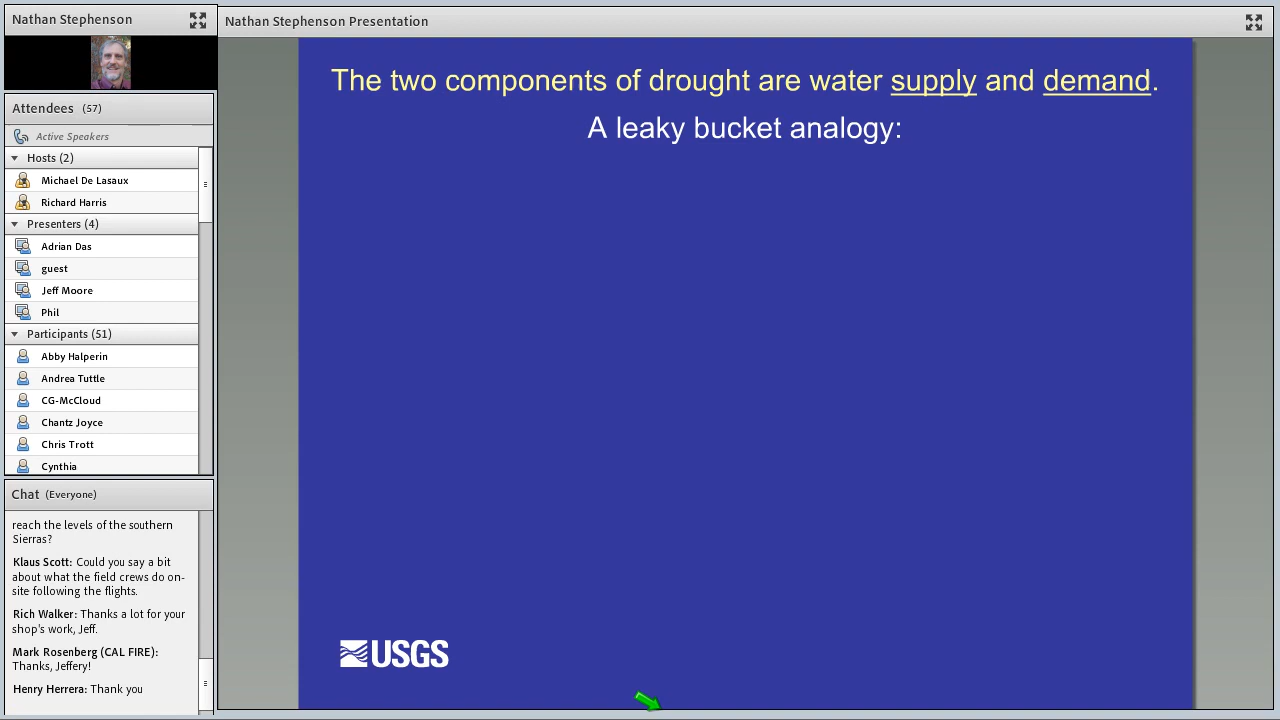 Nathan Stephenson
Attendees (57)
Active Speakers
Hosts (2)
Michael De Lasaux
Richard Harris
Presenters (4)
Adrian Das
guest
Jeff Moore
Phil
Participants (51)
Abby Halperin
Andrea Tuttle
CG-McCloud
Chantz Joyce
Chris Trott
Cynthia
Chat (Everyone)
reach the levels of the southern
Sierras?
Klaus Scott: Could you say a bit
about what the field crews do on-
site following the flights.
Rich Walker: Thanks a lot for your
shop's work, Jeff.
Mark Rosenberg (CAL FIRE):
Thanks, Jeffery!
Henry Herrera: Thank you
Nathan Stephenson Presentation
The two components of drought are water supply and demand.
A leaky bucket analogy:
USGS